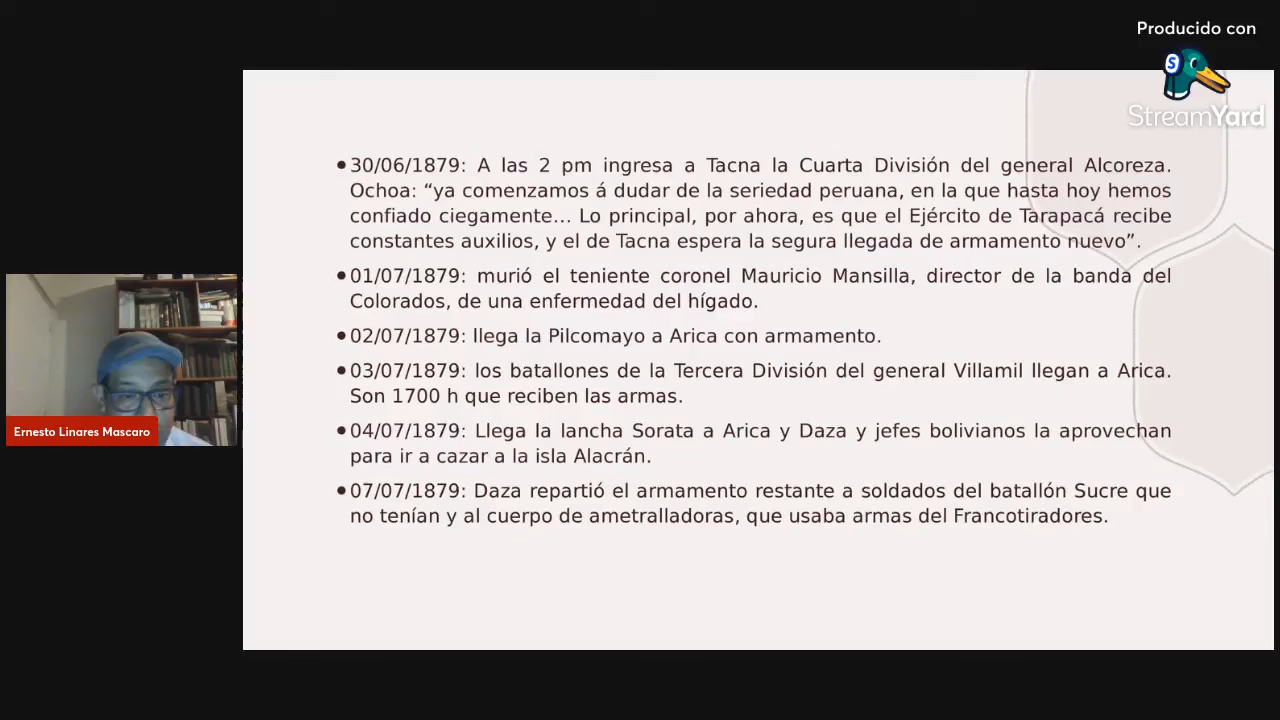 Producido con
StreamYard
•30/06/1879: A las 2 pm ingresa a Tacna la Cuarta División del general Alcoreza.
Ochoa: “ya comenzamos á dudar de la seriedad peruana, en la que hasta hoy hemos
confiado ciegamente… Lo principal, por ahora, es que el Ejército de Tarapacá recibe
constantes auxilios, y el de Tacna espera la segura llegada de armamento nuevo”.
•01/07/1879: murió el teniente coronel Mauricio Mansilla, director de la banda del
Colorados, de una enfermedad del hígado.
•02/07/1879: llega la Pilcomayo a Arica con armamento.
•03/07/1879: los batallones de la Tercera División del general Villamil llegan a Arica.
Son 1700 h que reciben las armas.
•04/07/1879: Llega la lancha Sorata a Arica y Daza y jefes bolivianos la aprovechan
para ir a cazar a la isla Alacrán.
•07/07/1879: Daza repartió el armamento restante a soldados del batallón Sucre que
no tenían y al cuerpo de ametralladoras, que usaba armas del Francotiradores.
Ernesto Linares Mascaro